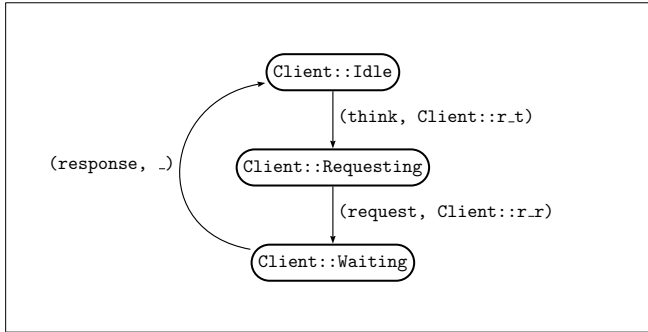 Client::Idle
(think, Client::r_t)
(response, _)
Client::Requesting
(request, Client::r_r)
Client::Waiting